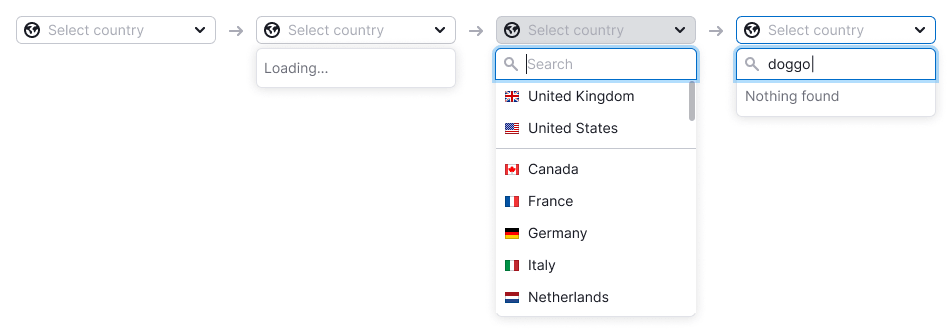 Select country
Select country
Loading...
Select country
Search
United Kingdom
United States
Canada
France
Germany
Italy
Netherlands
Select country
doggo
Nothing found